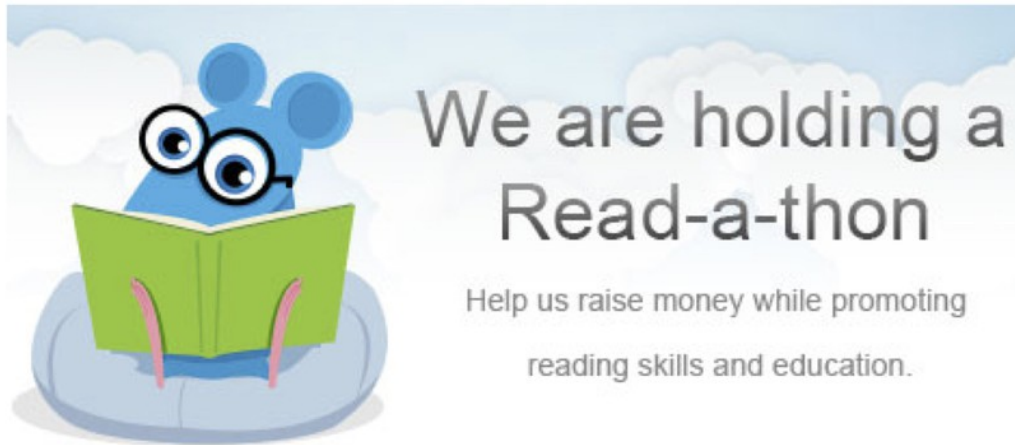 We are holding a
Read-a-thon
Help us raise money while promoting
reading skills and education.